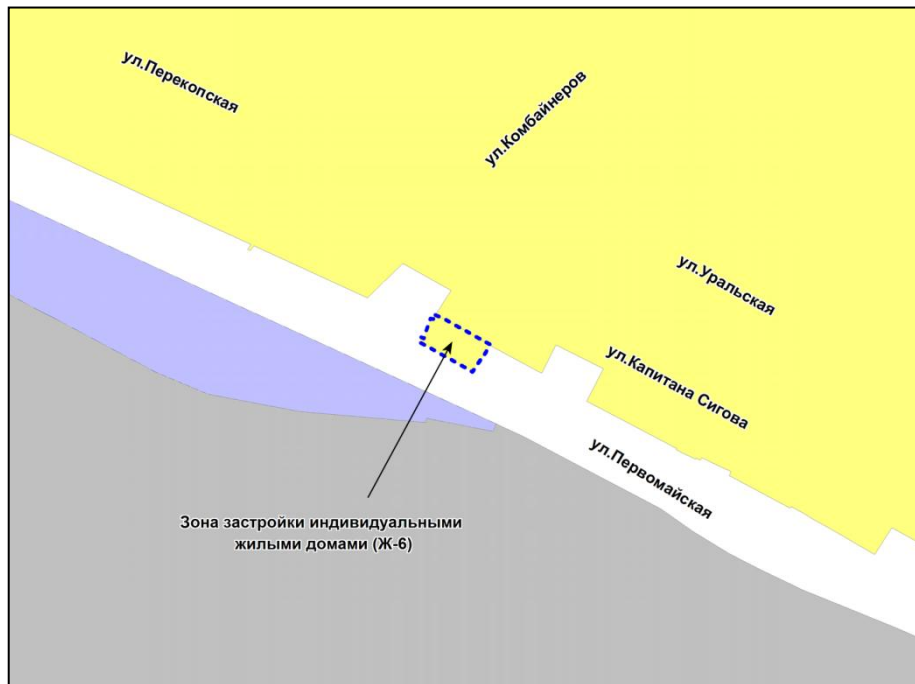 ул.Перекопская
ул.Комбайнеров
ул.Уральская
ул.Капитана Сигова
ул.Первомайская
Зона застройки индивидуальными
жилыми домами (Ж-6)